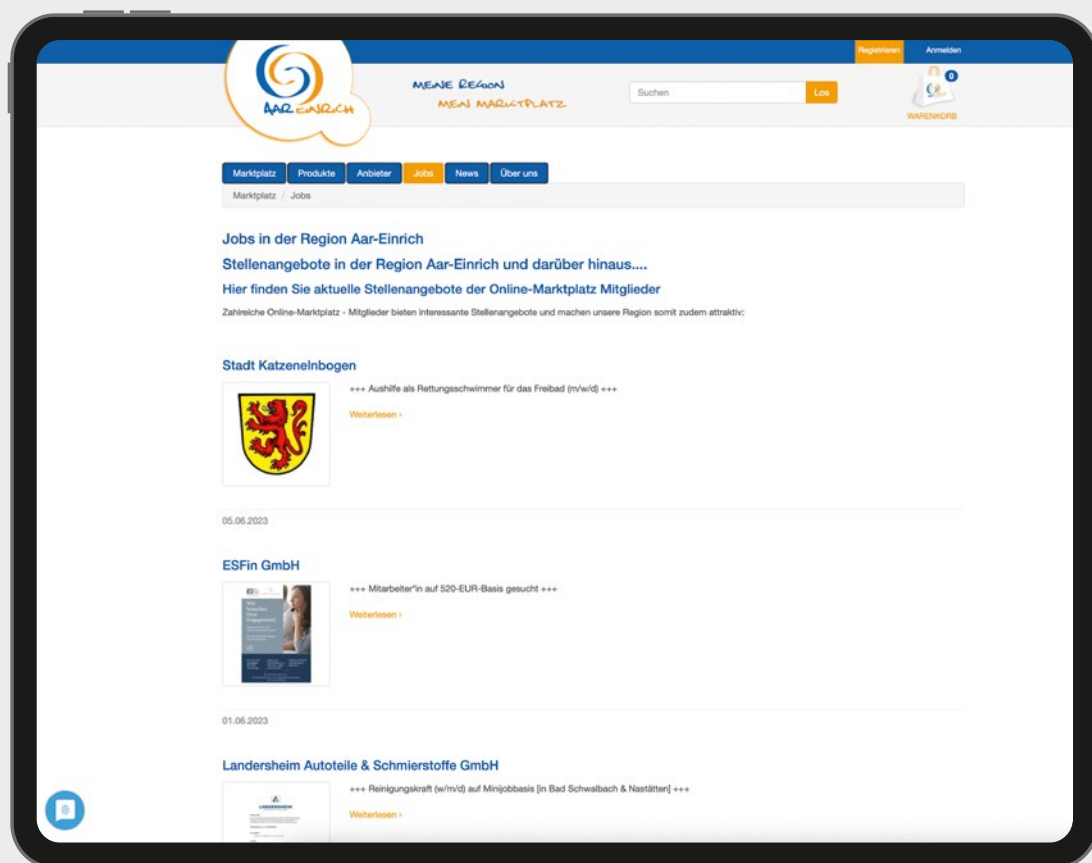 Registrieren Anmelden
AAR EINRICH
MEINE REGION
MEIN MARKTPLATZ
Suchen Los
0
WARENKORB
Marktplatz Produkte Anbieter Jobs News Über uns
Marktplatz / Jobs
Jobs in der Region Aar-Einrich
Stellenangebote in der Region Aar-Einrich und darüber hinaus....
Hier finden Sie aktuelle Stellenangebote der Online-Marktplatz Mitglieder
Zahlreiche Online-Marktplatz - Mitglieder bieten interessante Stellenangebote und machen unsere Region somit zudem attraktiv:
Stadt Katzenelnbogen
+++ Aushilfe als Rettungsschwimmer für das Freibad (m/w/d) +++
Weiterlesen ›
05.06.2023
ESFin GmbH
+++ Mitarbeiter*in auf 520-EUR-Basis gesucht +++
Weiterlesen ›
01.06.2023
Landersheim Autoteile & Schmierstoffe GmbH
+++ Reinigungskraft (w/m/d) auf Minijobbasis [in Bad Schwalbach & Nastätten] +++
LANDERSHEIM
Weiterlesen ›